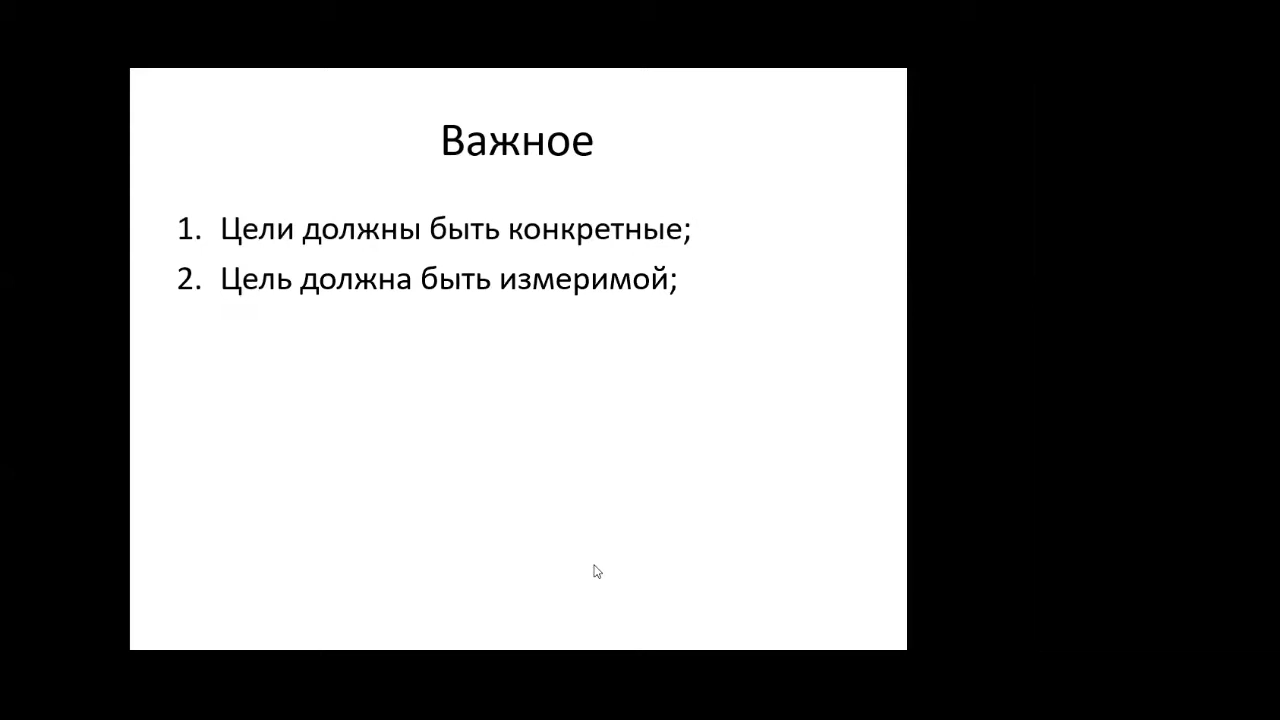 Важное
1. Цели должны быть конкретные;
2. Цель должна быть измеримой;